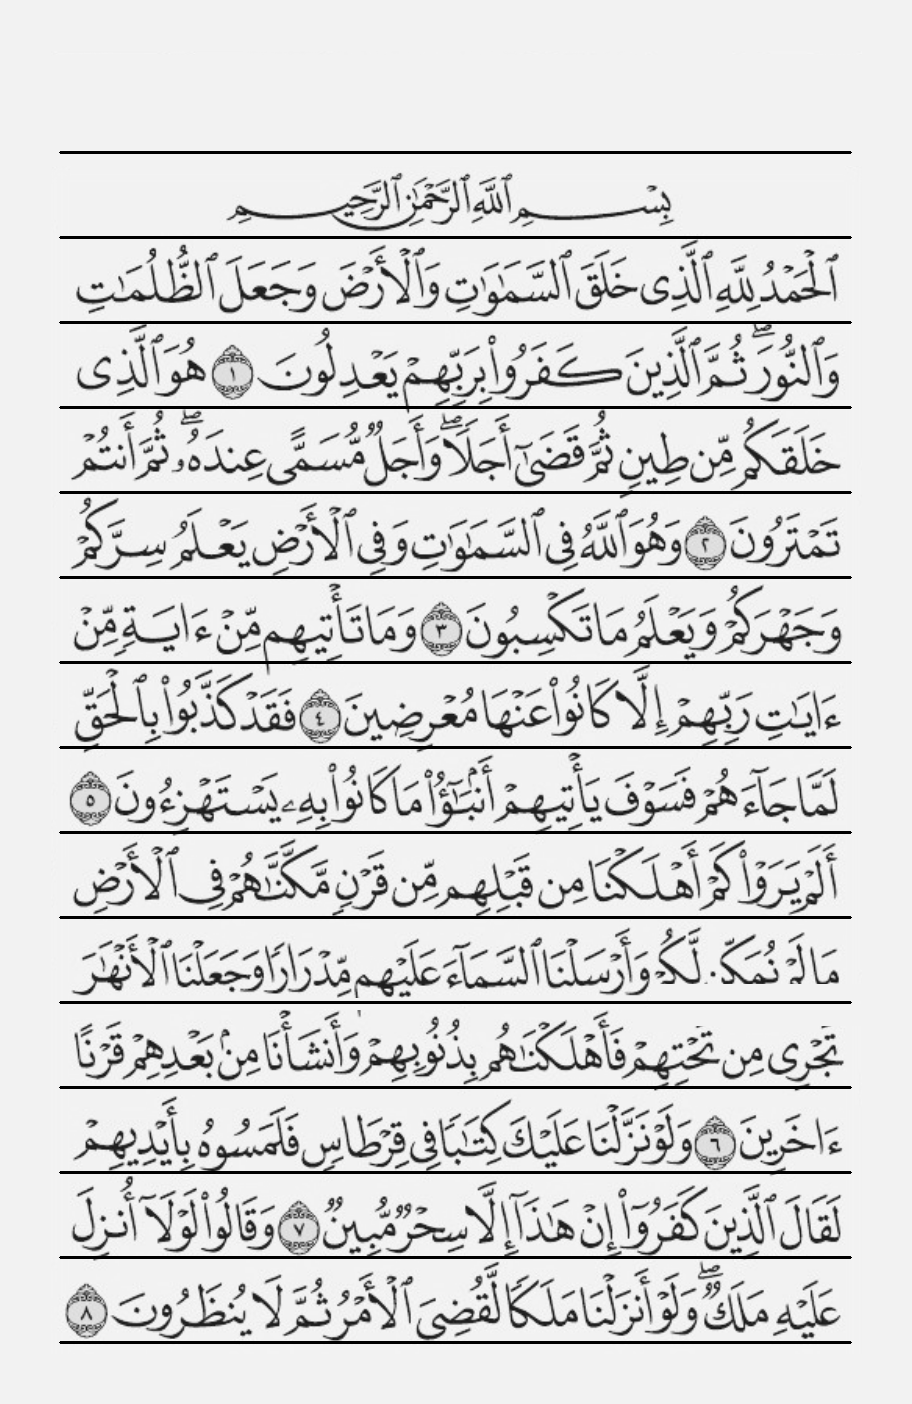 بِسْمِ ٱللَّهِ ٱلرَّحْمَٰنِ ٱلرَّحِيمِ
ٱلْحَمْدُ لِلَّهِ ٱلَّذِى خَلَقَ ٱلسَّمَٰوَٰتِ وَٱلْأَرْضَ وَجَعَلَ ٱلظُّلُمَٰتِ
وَٱلنُّورَ ۖ ثُمَّ ٱلَّذِينَ كَفَرُوا۟ بِرَبِّهِمْ يَعْدِلُونَ ١ هُوَ ٱلَّذِى
خَلَقَكُم مِّن طِينٍ ثُمَّ قَضَىٰٓ أَجَلًا ۖ وَأَجَلٌ مُّسَمًّى عِندَهُۥ ۖ ثُمَّ أَنتُمْ
تَمْتَرُونَ ٢ وَهُوَ ٱللَّهُ فِى ٱلسَّمَٰوَٰتِ وَفِى ٱلْأَرْضِ يَعْلَمُ سِرَّكُمْ
وَجَهْرَكُمْ وَيَعْلَمُ مَا تَكْسِبُونَ ٣ وَمَا تَأْتِيهِم مِّنْ ءَايَةٍ مِّنْ
ءَايَٰتِ رَبِّهِمْ إِلَّا كَانُوا۟ عَنْهَا مُعْرِضِينَ ٤ فَقَدْ كَذَّبُوا۟ بِٱلْحَقِّ
لَمَّا جَآءَهُمْ فَسَوْفَ يَأْتِيهِمْ أَنۢبَٰٓؤُا۟ مَا كَانُوا۟ بِهِۦ يَسْتَهْزِءُونَ ٥
أَلَمْ يَرَوْا۟ كَمْ أَهْلَكْنَا مِن قَبْلِهِم مِّن قَرْنٍ مَّكَّنَّٰهُمْ فِى ٱلْأَرْضِ
مَا لَمْ نُمَكِّن لَّكُمْ وَأَرْسَلْنَا ٱلسَّمَآءَ عَلَيْهِم مِّدْرَارًا وَجَعَلْنَا ٱلْأَنْهَٰرَ
تَجْرِى مِن تَحْتِهِمْ فَأَهْلَكْنَٰهُم بِذُنُوبِهِمْ وَأَنشَأْنَا مِنۢ بَعْدِهِمْ قَرْنًا
ءَاخَرِينَ ٦ وَلَوْ نَزَّلْنَا عَلَيْكَ كِتَٰبًا فِى قِرْطَاسٍ فَلَمَسُوهُ بِأَيْدِيهِمْ
لَقَالَ ٱلَّذِينَ كَفَرُوٓا۟ إِنْ هَٰذَآ إِلَّا سِحْرٌ مُّبِينٌ ٧ وَقَالُوا۟ لَوْلَآ أُنزِلَ
عَلَيْهِ مَلَكٌ ۖ وَلَوْ أَنزَلْنَا مَلَكًا لَّقُضِىَ ٱلْأَمْرُ ثُمَّ لَا يُنظَرُونَ ٨